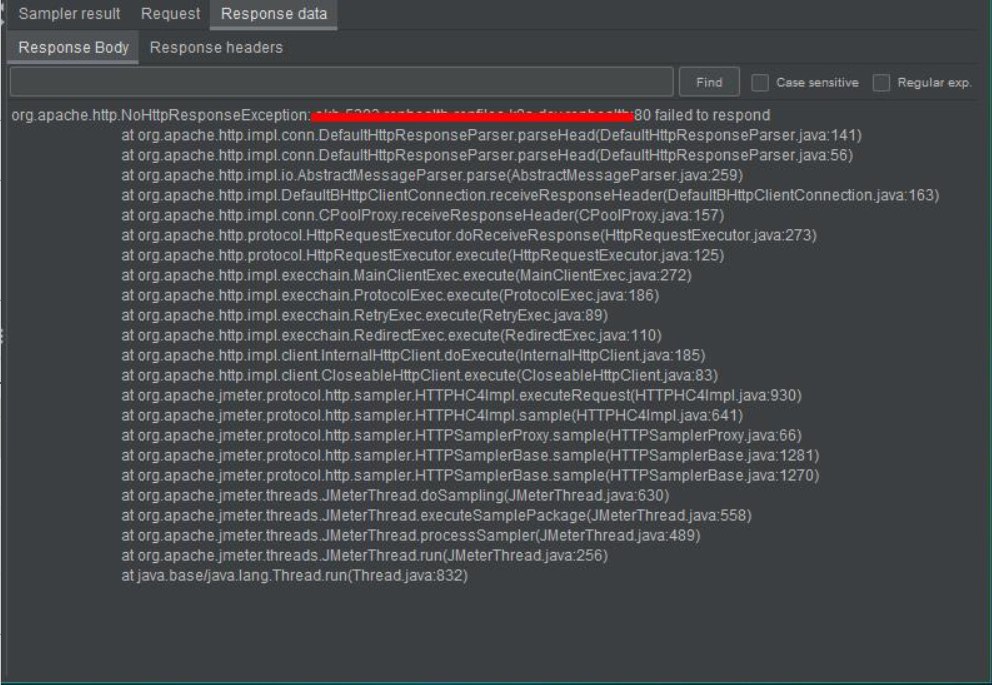 Sampler result Request Response data
Response Body Response headers
Find Case sensitive Regular exp.
org.apache.http.NoHttpResponseException: :80 failed to respond
at org.apache.http.impl.conn.DefaultHttpResponseParser.parseHead(DefaultHttpResponseParser.java:141)
at org.apache.http.impl.conn.DefaultHttpResponseParser.parseHead(DefaultHttpResponseParser.java:56)
at org.apache.http.impl.io.AbstractMessageParser.parse(AbstractMessageParser.java:259)
at org.apache.http.impl.DefaultBHttpClientConnection.receiveResponseHeader(DefaultBHttpClientConnection.java:163)
at org.apache.http.impl.conn.CPoolProxy.receiveResponseHeader(CPoolProxy.java:157)
at org.apache.http.protocol.HttpRequestExecutor.doReceiveResponse(HttpRequestExecutor.java:273)
at org.apache.http.protocol.HttpRequestExecutor.execute(HttpRequestExecutor.java:125)
at org.apache.http.impl.execchain.MainClientExec.execute(MainClientExec.java:272)
at org.apache.http.impl.execchain.ProtocolExec.execute(ProtocolExec.java:186)
at org.apache.http.impl.execchain.RetryExec.execute(RetryExec.java:89)
at org.apache.http.impl.execchain.RedirectExec.execute(RedirectExec.java:110)
at org.apache.http.impl.client.InternalHttpClient.doExecute(InternalHttpClient.java:185)
at org.apache.http.impl.client.CloseableHttpClient.execute(CloseableHttpClient.java:83)
at org.apache.jmeter.protocol.http.sampler.HTTPHC4Impl.executeRequest(HTTPHC4Impl.java:930)
at org.apache.jmeter.protocol.http.sampler.HTTPHC4Impl.sample(HTTPHC4Impl.java:641)
at org.apache.jmeter.protocol.http.sampler.HTTPSamplerProxy.sample(HTTPSamplerProxy.java:66)
at org.apache.jmeter.protocol.http.sampler.HTTPSamplerBase.sample(HTTPSamplerBase.java:1281)
at org.apache.jmeter.protocol.http.sampler.HTTPSamplerBase.sample(HTTPSamplerBase.java:1270)
at org.apache.jmeter.threads.JMeterThread.doSampling(JMeterThread.java:630)
at org.apache.jmeter.threads.JMeterThread.executeSamplePackage(JMeterThread.java:558)
at org.apache.jmeter.threads.JMeterThread.processSampler(JMeterThread.java:489)
at org.apache.jmeter.threads.JMeterThread.run(JMeterThread.java:256)
at java.base/java.lang.Thread.run(Thread.java:832)